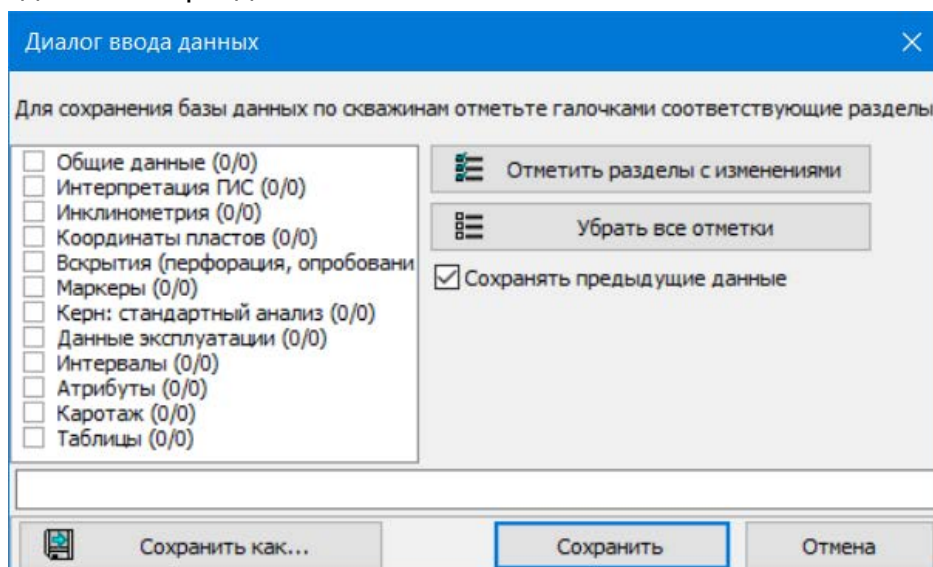 Диалог ввода данных
Для сохранения базы данных по скважинам отметьте галочками соответствующие разделы
Общие данные (0/0)
Интерпретация ГИС (0/0)
Инклинометрия (0/0)
Координаты пластов (0/0)
Вскрытия (перфорация, опробовани
Маркеры (0/0)
Керн: стандартный анализ (0/0)
Данные эксплуатации (0/0)
Интервалы (0/0)
Атрибуты (0/0)
Каротаж (0/0)
Таблицы (0/0)
Отметить разделы с изменениями
Убрать все отметки
Сохранять предыдущие данные
Сохранить как...
Сохранить
Отмена